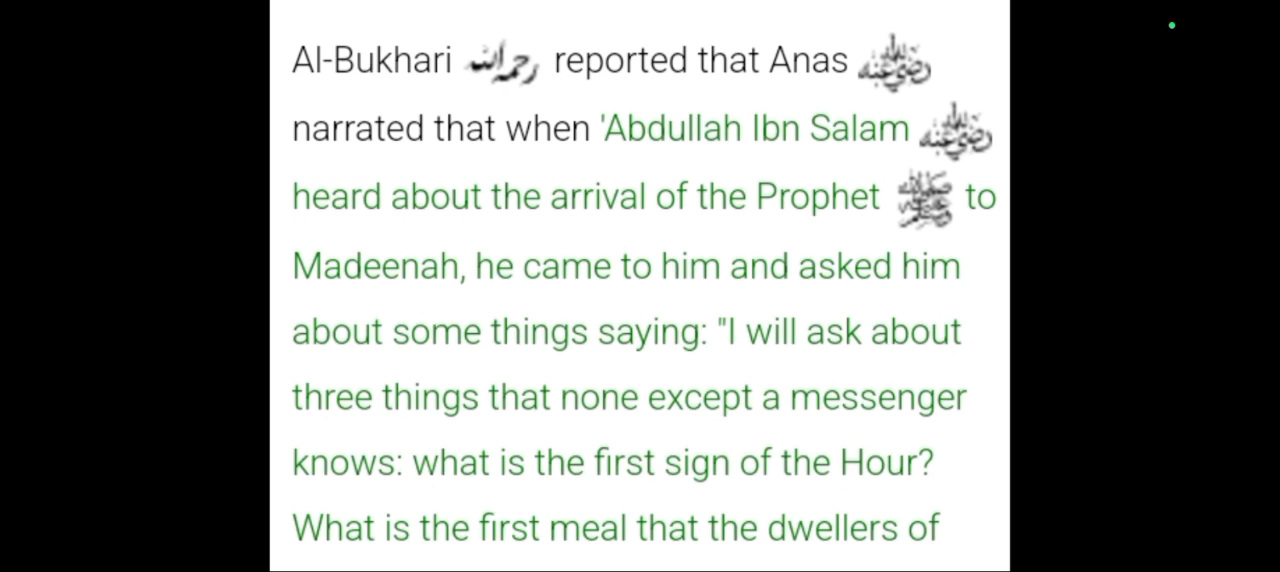 Al-Bukhari رحمه الله reported that Anas رضي الله عنه
narrated that when 'Abdullah Ibn Salam رضي الله عنه
heard about the arrival of the Prophet صلى الله عليه وسلم to
Madeenah, he came to him and asked him
about some things saying: "I will ask about
three things that none except a messenger
knows: what is the first sign of the Hour?
What is the first meal that the dwellers of